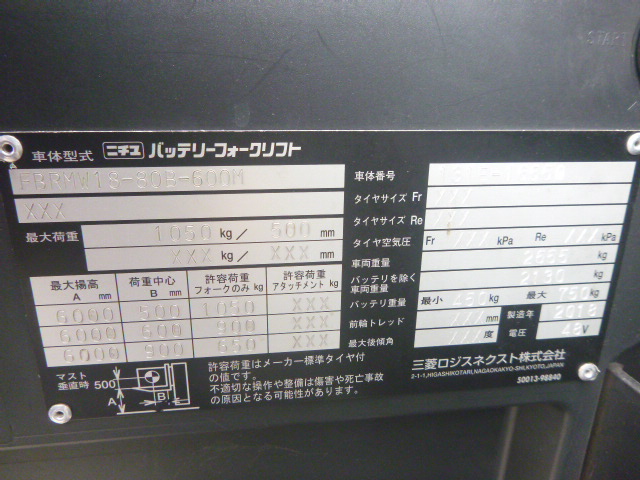 START
車体型式 ニチユ バッテリーフォークリフト
FBRMW18-80B-600M
XXX
最大荷重 1050 kg / 500 mm
XXX kg / XXX mm
最大揚高 A mm 荷重中心 B mm 許容荷重 フォークのみ kg 許容荷重 アタッチメント kg
6000 500 1050 XXX
6000 600 900 XXX
6000 900 650 XXX
マスト垂直時 500 A B
許容荷重はメーカー標準タイヤ付
の値です。
不適切な操作や整備は傷害や死亡事故
の原因となる可能性があります。
車体番号
タイヤサイズ Fr ///
タイヤサイズ Re ///
タイヤ空気圧 Fr /// kPa Re /// kPa
車両重量 2655 kg
バッテリを除く車両重量 2130 kg
バッテリ重量 最小 450 kg 最大 kg
前輪トレッド /// mm 製造年 2018
最後傾角 /// 度 電圧 48 V
三菱ロジスネクスト株式会社
2-1-1,HIGASHIKOTARI,NAGAOKAKYO-SHI,KYOTO,JAPAN
50013-98840